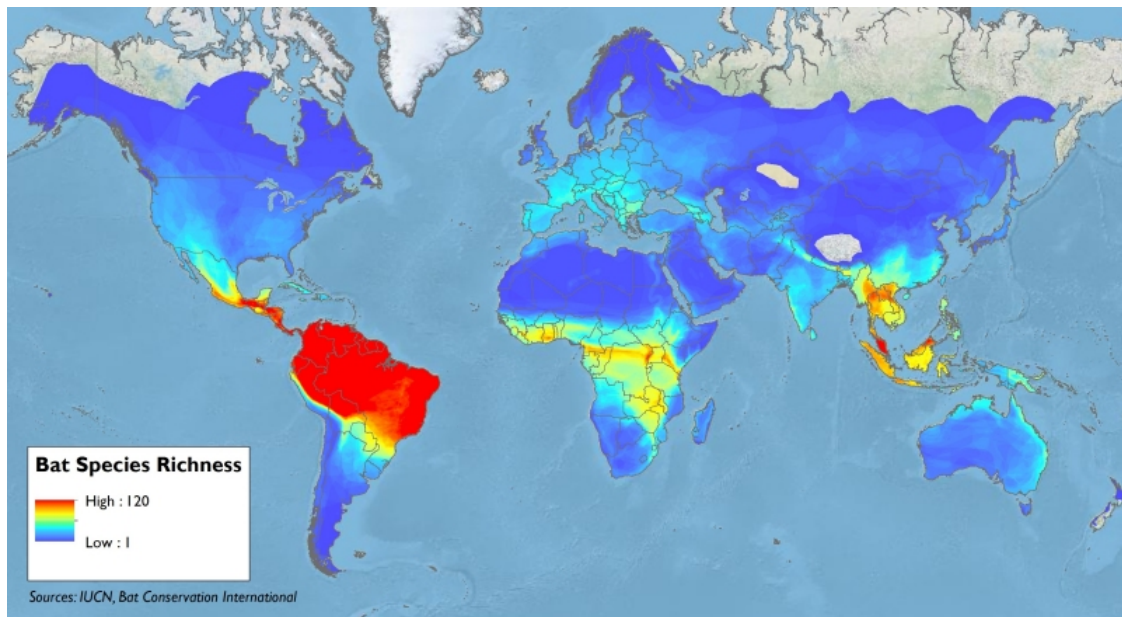 Bat Species Richness
High : 120
Low : 1
Sources: IUCN, Bat Conservation International